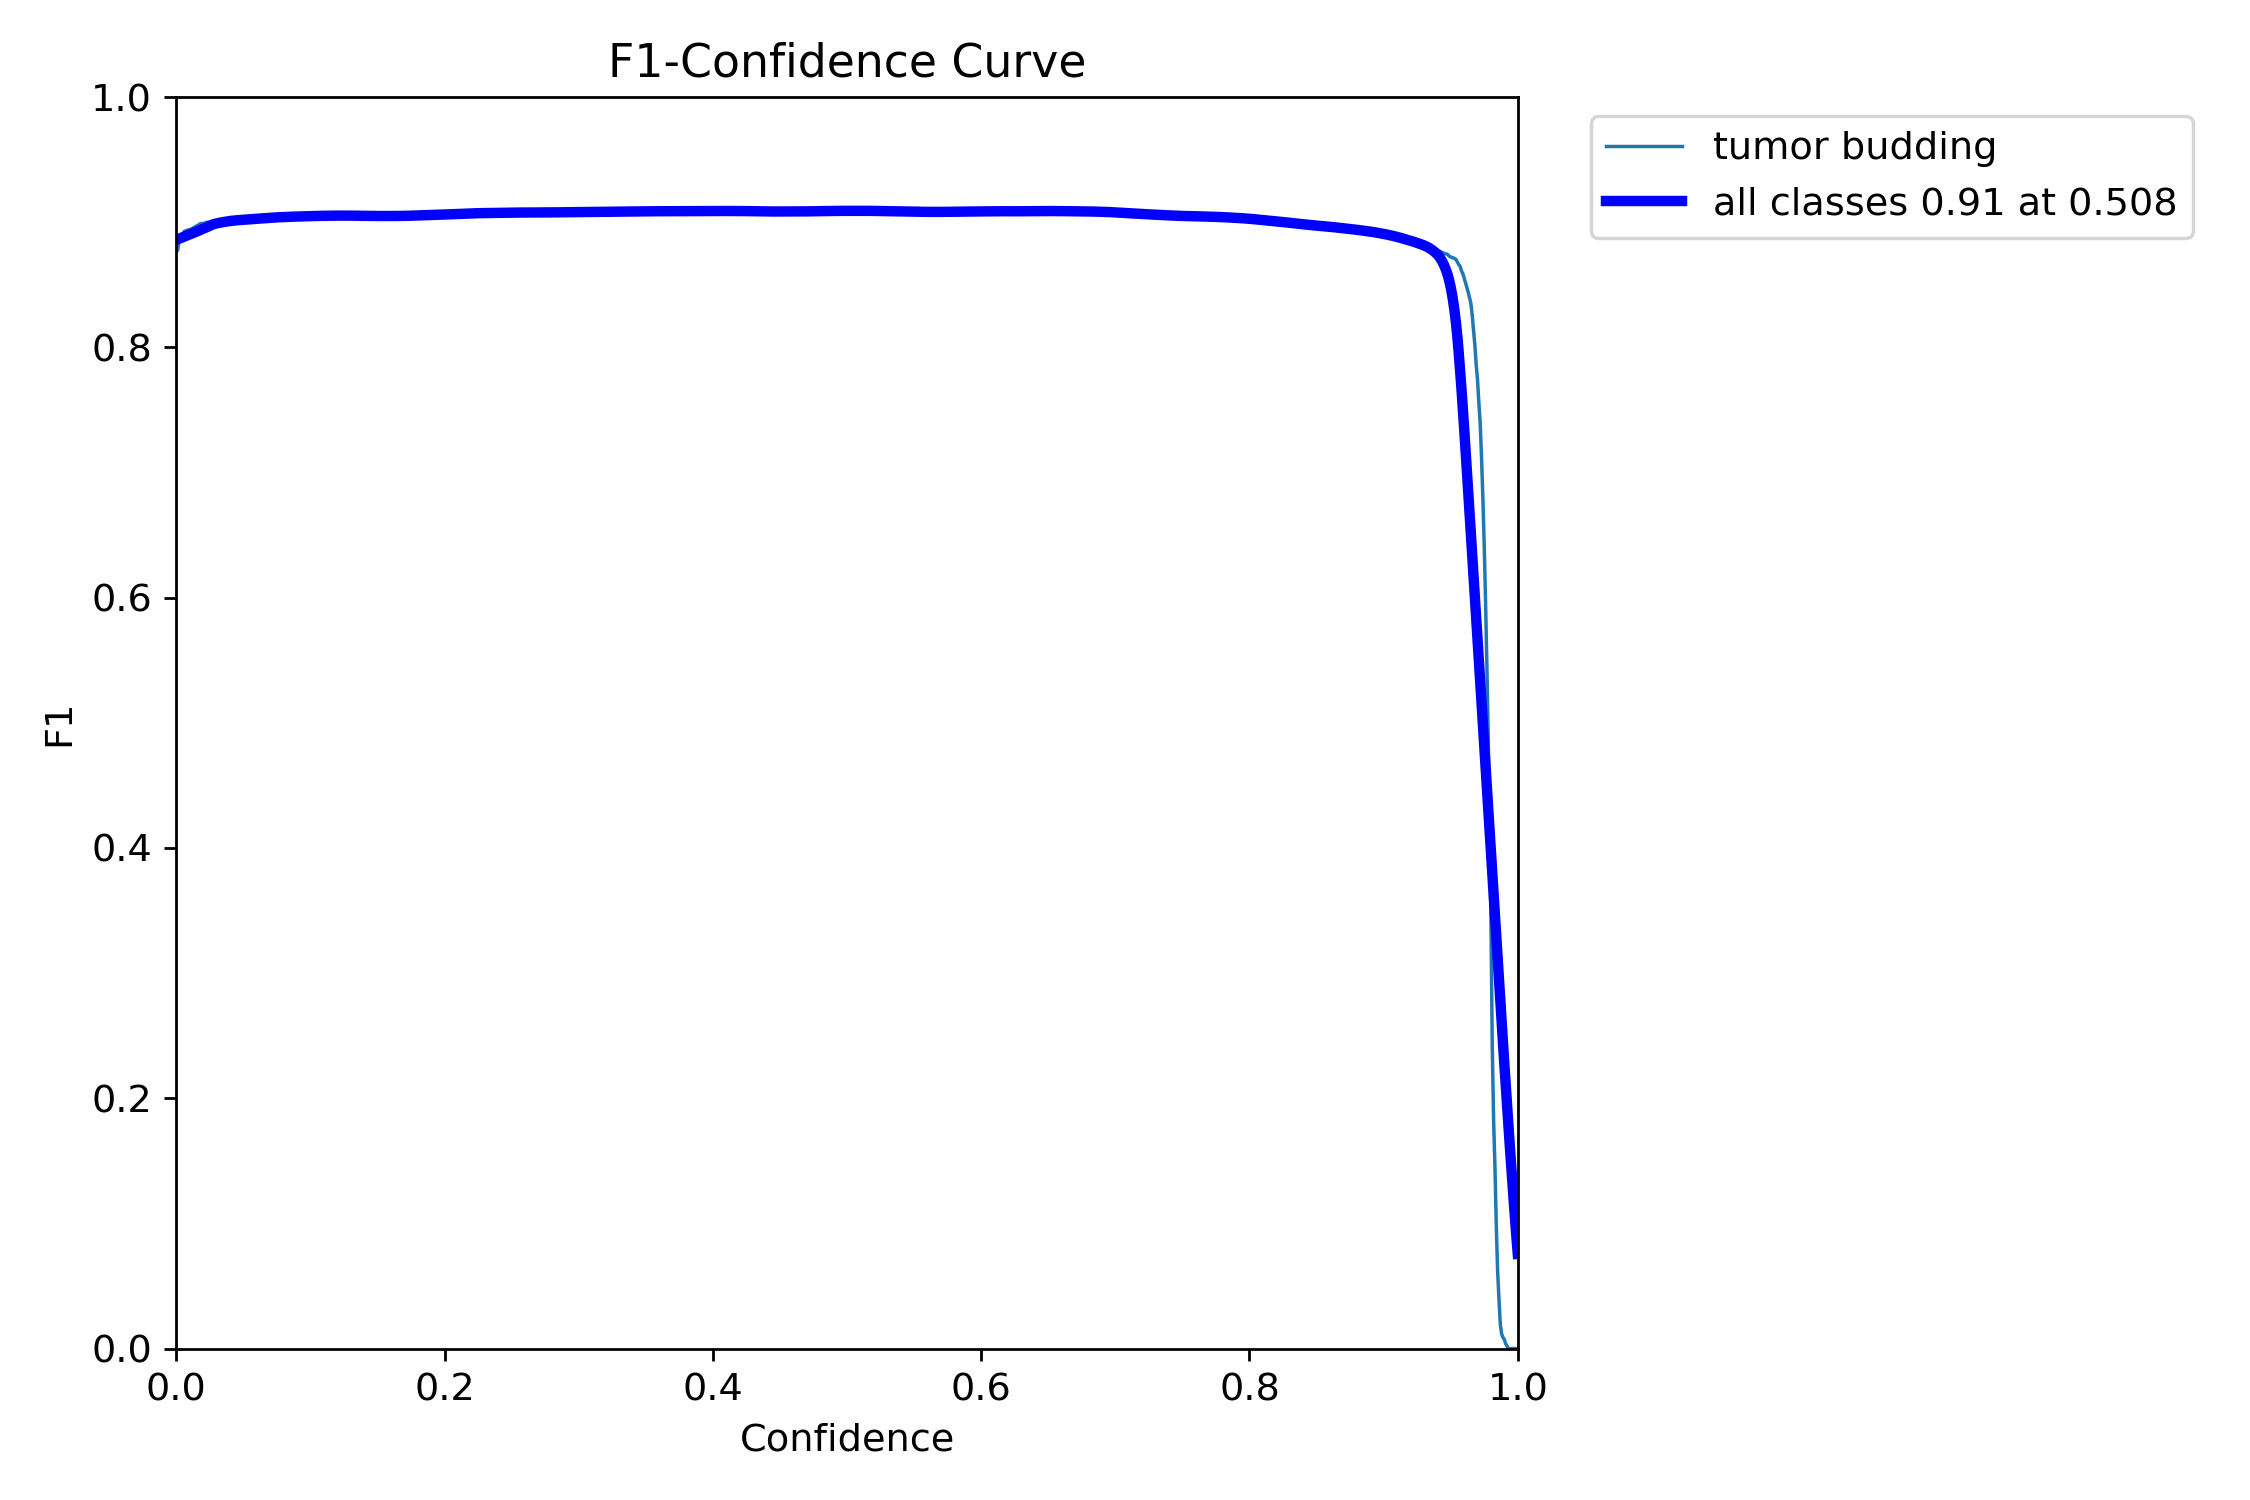 F1-Confidence Curve
1.0
0.8
0.6
0.4
0.2
0.0
F1
0.0 0.2 0.4 0.6 0.8 1.0
Confidence
tumor budding
all classes 0.91 at 0.508